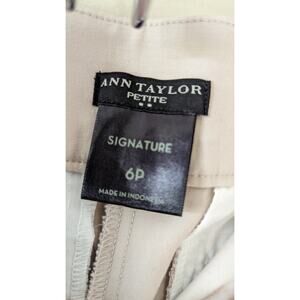 ANN TAYLOR
PETITE
SIGNATURE
6P
MADE IN INDONESIA